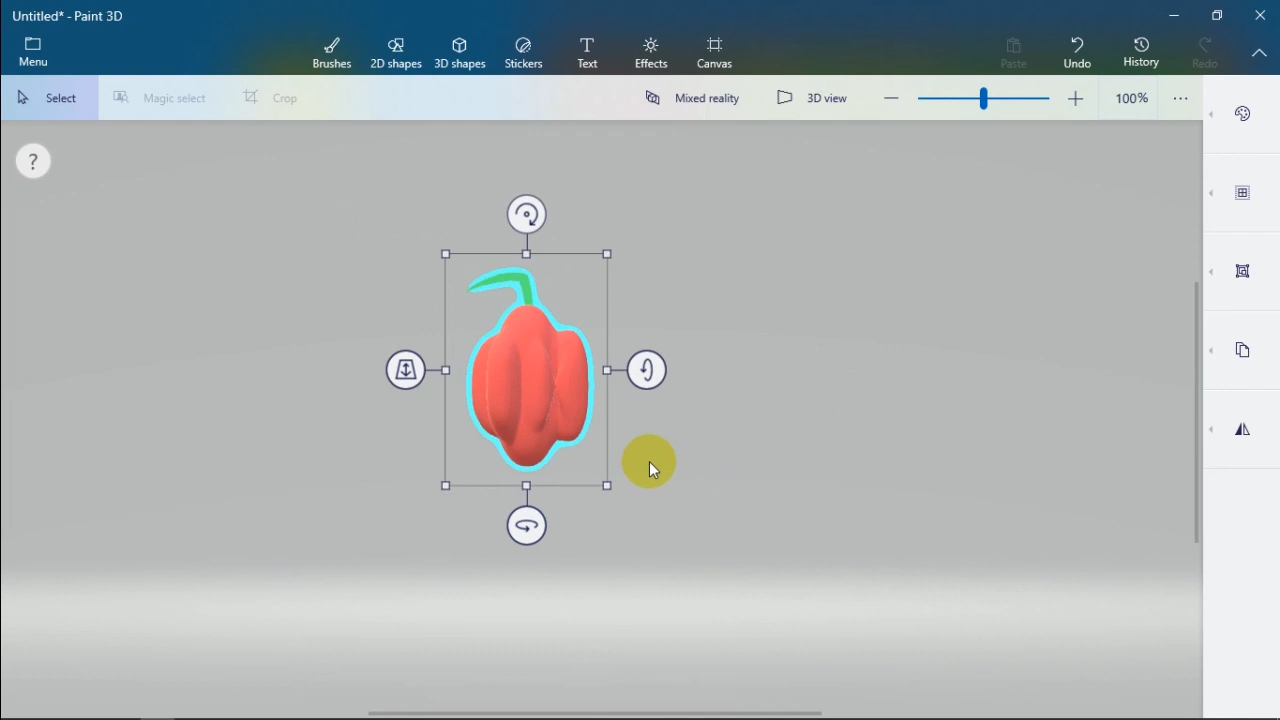 Untitled* - Paint 3D
Menu
Brushes
2D shapes
3D shapes
Stickers
Text
Effects
Canvas
Paste
Undo
History
Redo
Select
Magic select
Crop
Mixed reality
3D view
100%
?